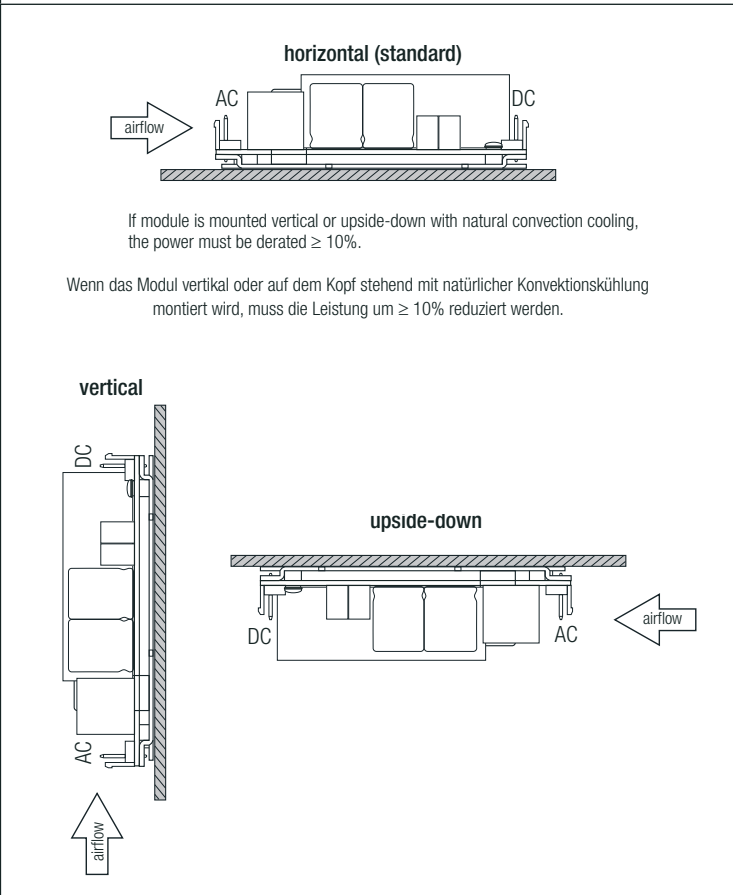 horizontal (standard)
AC
DC
airflow
If module is mounted vertical or upside-down with natural convection cooling,
the power must be derated ≥ 10%.
Wenn das Modul vertikal oder auf dem Kopf stehend mit natürlicher Konvektionskühlung
montiert wird, muss die Leistung um ≥ 10% reduziert werden.
vertical
DC
AC
airflow
upside-down
DC
AC
airflow